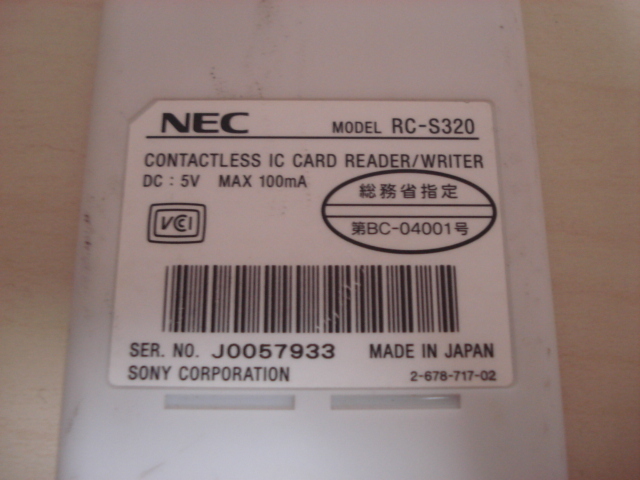 NEC MODEL RC-S320
CONTACTLESS IC CARD READER/WRITER
DC : 5V MAX 100mA
総務省指定
第BC-04001号
VCCI
SER. NO. J0057933 MADE IN JAPAN
SONY CORPORATION 2-678-717-02